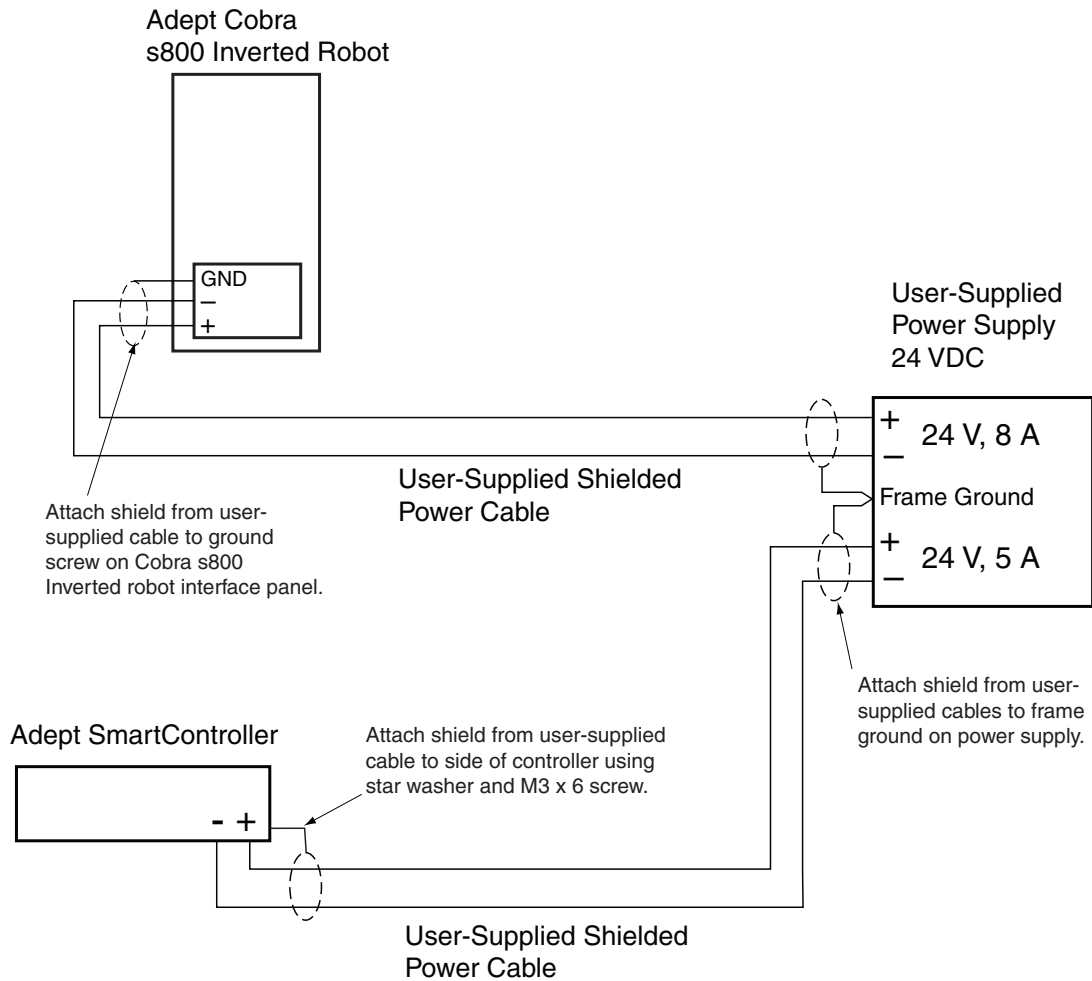 Adept Cobra
s800 Inverted Robot
GND
–
+
User-Supplied
Power Supply
24 VDC
+
24 V, 8 A
–
Frame Ground
+
24 V, 5 A
–
User-Supplied Shielded
Power Cable
Attach shield from user-
supplied cable to ground
screw on Cobra s800
Inverted robot interface panel.
Attach shield from user-
supplied cables to frame
ground on power supply.
Adept SmartController
- +
Attach shield from user-supplied
cable to side of controller using
star washer and M3 x 6 screw.
User-Supplied Shielded
Power Cable